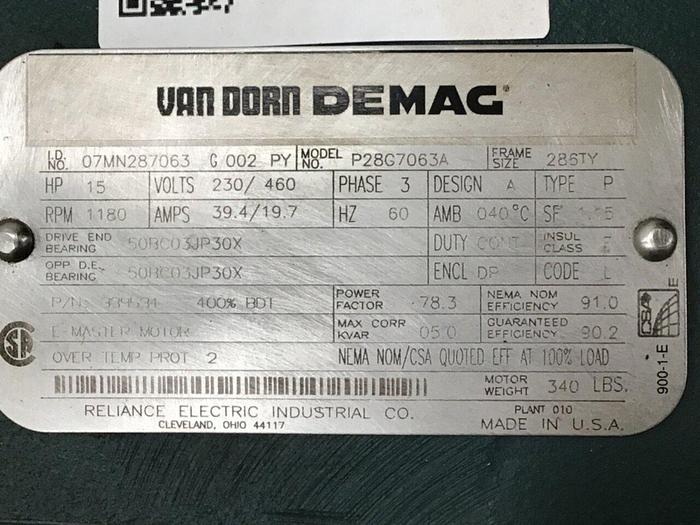 VAN DORN DEMAG
I.D. NO. 07MN287063 G 002 PY MODEL NO. P28G7063A FRAME SIZE 286TY
HP 15 VOLTS 230/ 460 PHASE 3 DESIGN A TYPE P
RPM 1180 AMPS 39.4/19.7 HZ 60 AMB 040°C SF 1.15
DRIVE END BEARING 50BC03JP30X DUTY CONT INSUL CLASS
OPP D.E. BEARING 50BC03JP30X ENCL DP CODE L
P/N: 400% BDT POWER FACTOR 78.3 NEMA NOM EFFICIENCY 91.0
E-MASTER MOTOR MAX CORR KVAR 05.0 GUARANTEED EFFICIENCY 90.2
OVER TEMP PROT 2 NEMA NOM/CSA QUOTED EFF AT 100% LOAD
MOTOR WEIGHT 340 LBS.
RELIANCE ELECTRIC INDUSTRIAL CO. PLANT 010
CLEVELAND, OHIO 44117 MADE IN U.S.A.
CSA
E
900-1-E